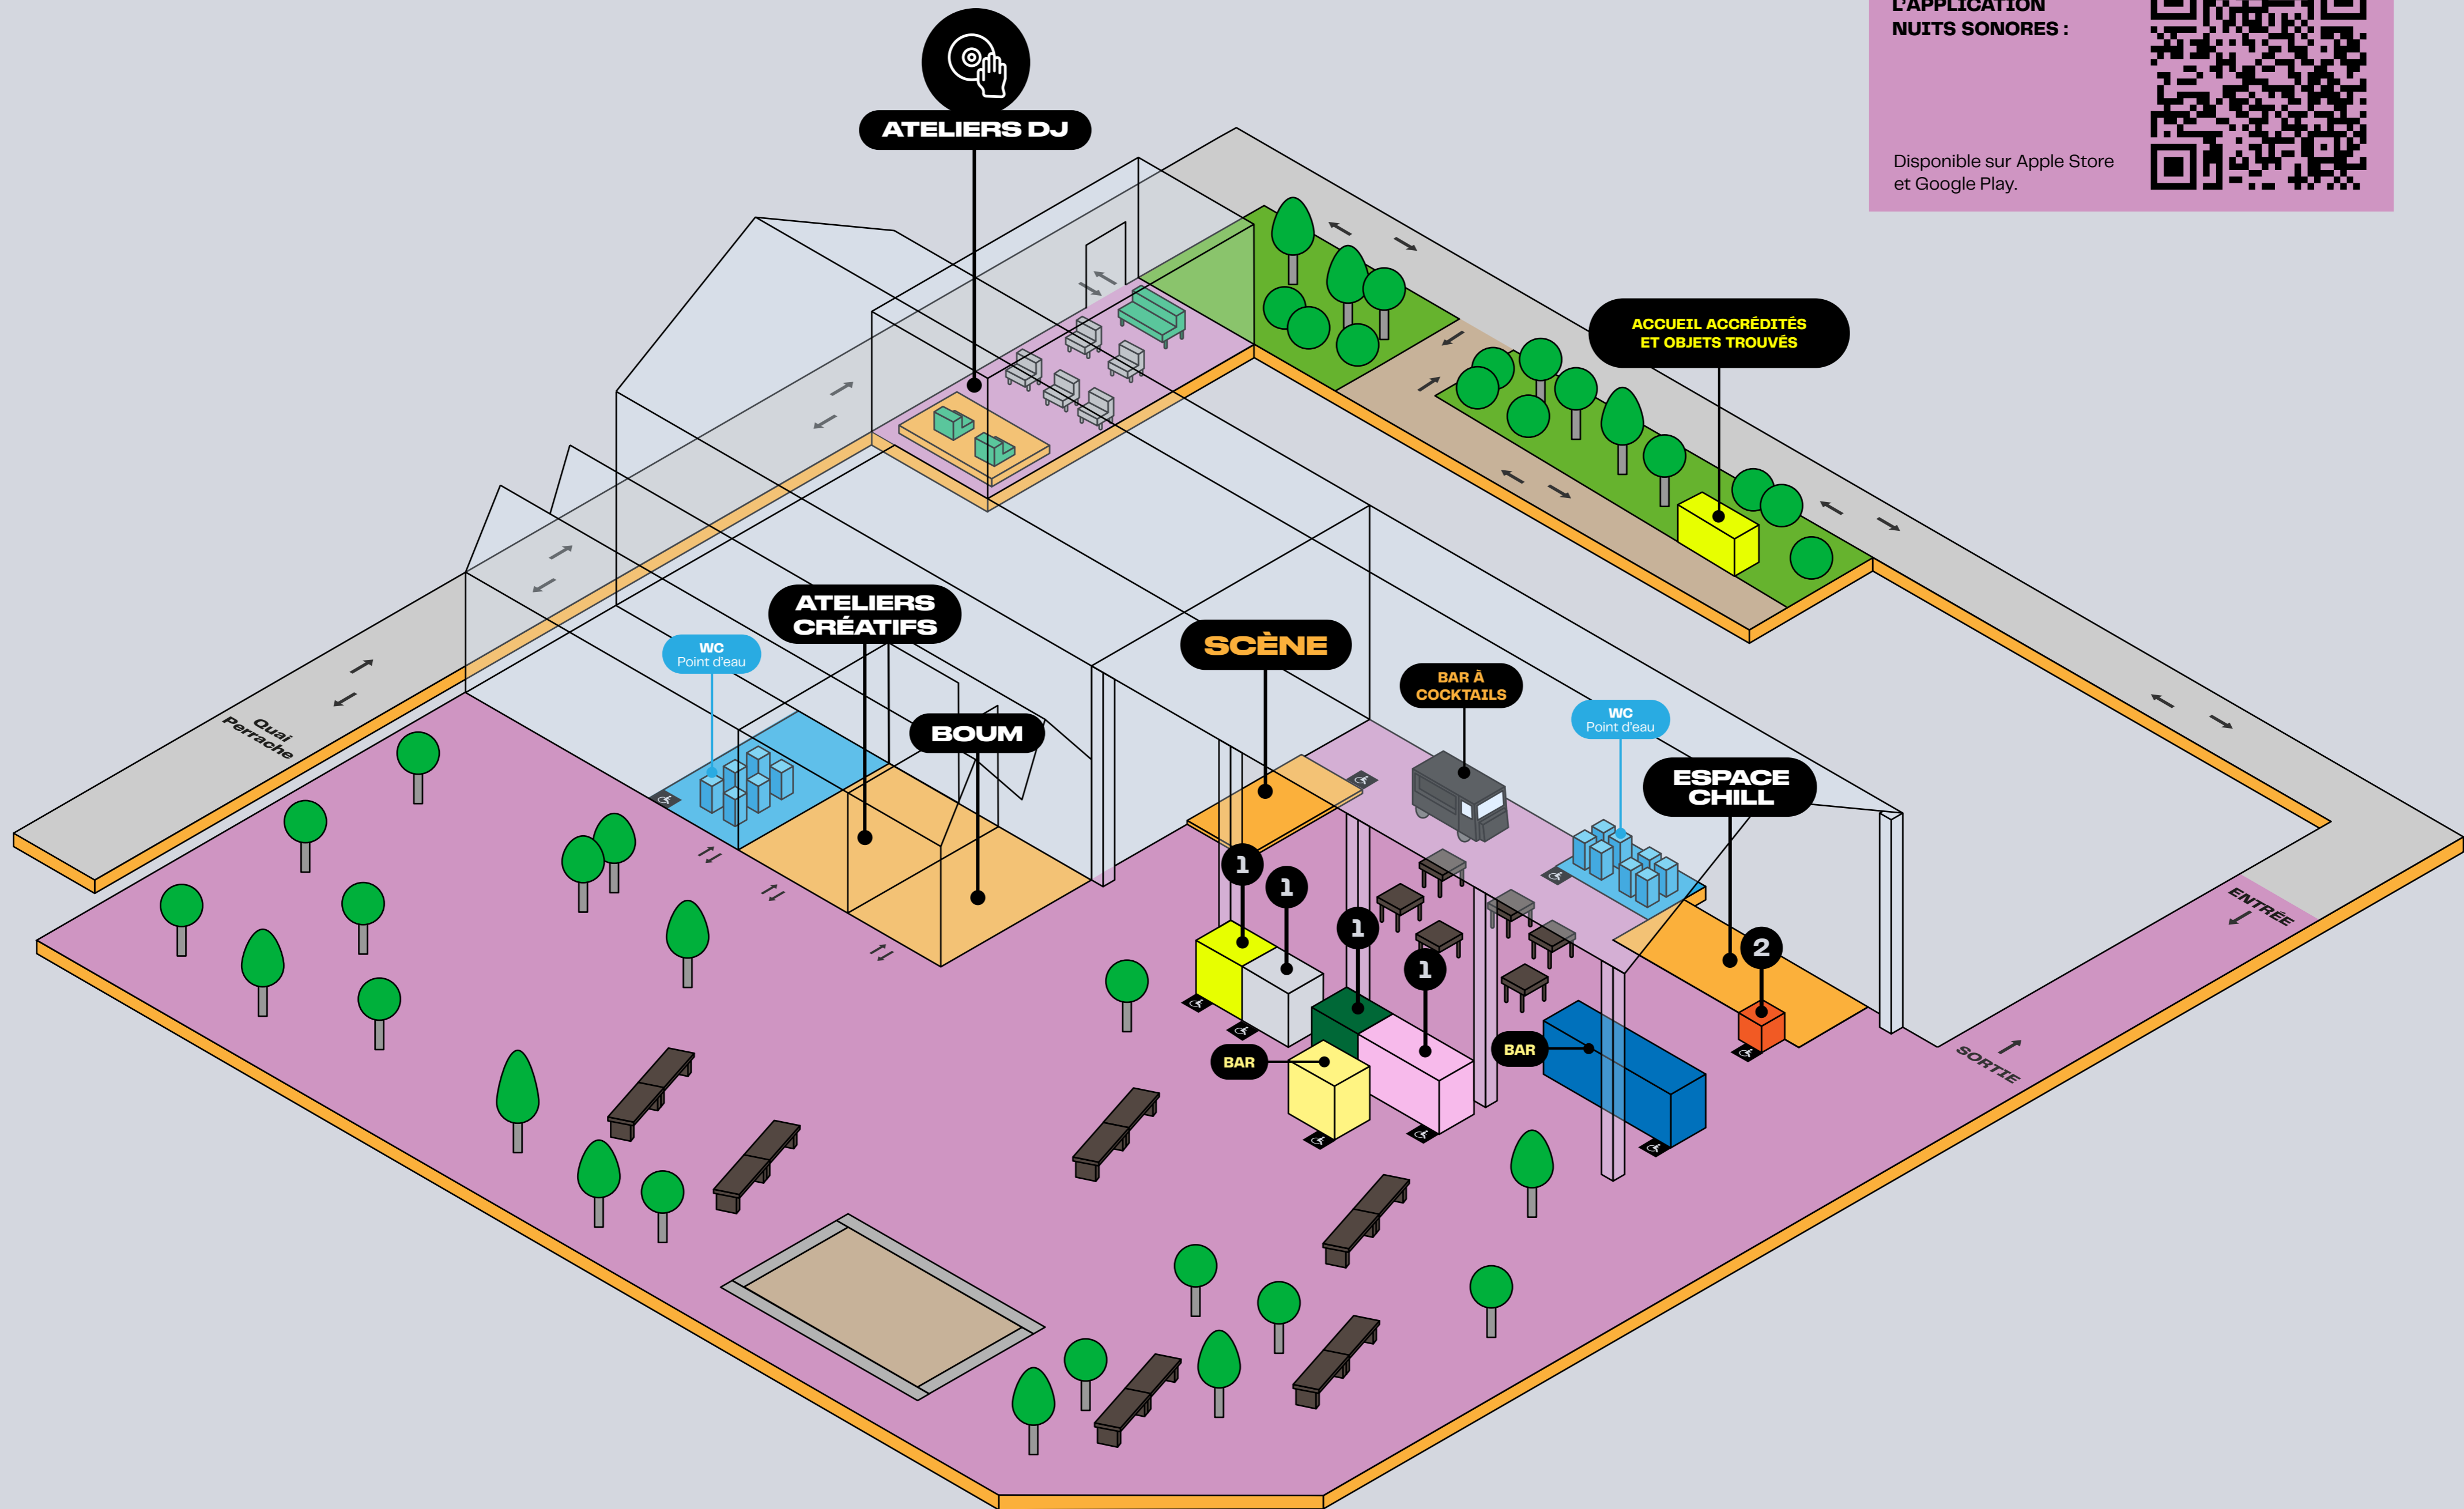 L'APPLICATION
NUITS SONORES :
Disponible sur Apple Store
et Google Play.
ATELIERS DJ
ACCUEIL ACCRÉDITÉS
ET OBJETS TROUVÉS
ATELIERS
CRÉATIFS
WC
Point d'eau
SCÈNE
BAR À
COCKTAILS
WC
Point d'eau
BOUM
Quai
Perrache
ESPACE
CHILL
1
1
1
1
2
ENTRÉE
BAR
BAR
SORTIE